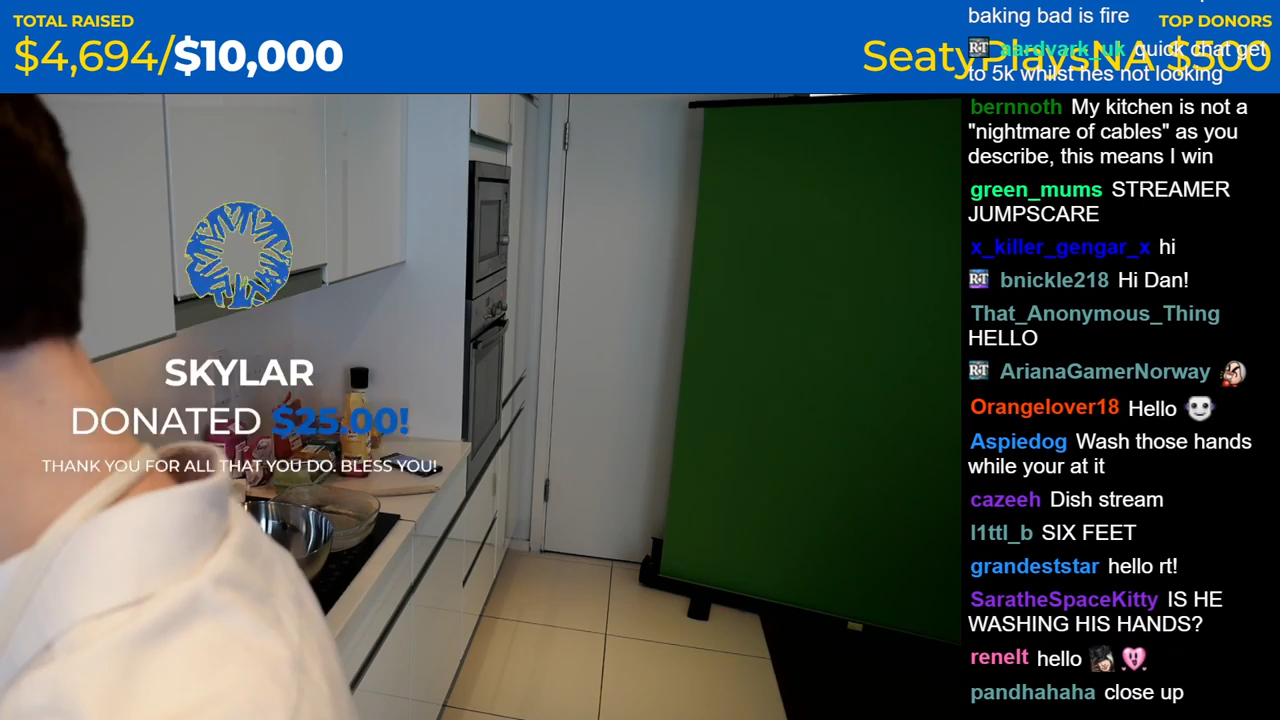 TOTAL RAISED
$4,694/$10,000
TOP DONORS
SeatyPlaysNA $500
baking bad is fire
aardvark_uk quick chat get
to 5k whilst hes not looking
bernnoth My kitchen is not a
"nightmare of cables" as you
describe, this means I win
green_mums STREAMER
JUMPSCARE
x_killer_gengar_x hi
bnickle218 Hi Dan!
That_Anonymous_Thing
HELLO
ArianaGamerNorway
Orangelover18 Hello
Aspiedog Wash those hands
while your at it
cazeeh Dish stream
l1ttl_b SIX FEET
grandeststar hello rt!
SaratheSpaceKitty IS HE
WASHING HIS HANDS?
renelt hello
pandhahaha close up
SKYLAR
DONATED $25.00!
THANK YOU FOR ALL THAT YOU DO. BLESS YOU!